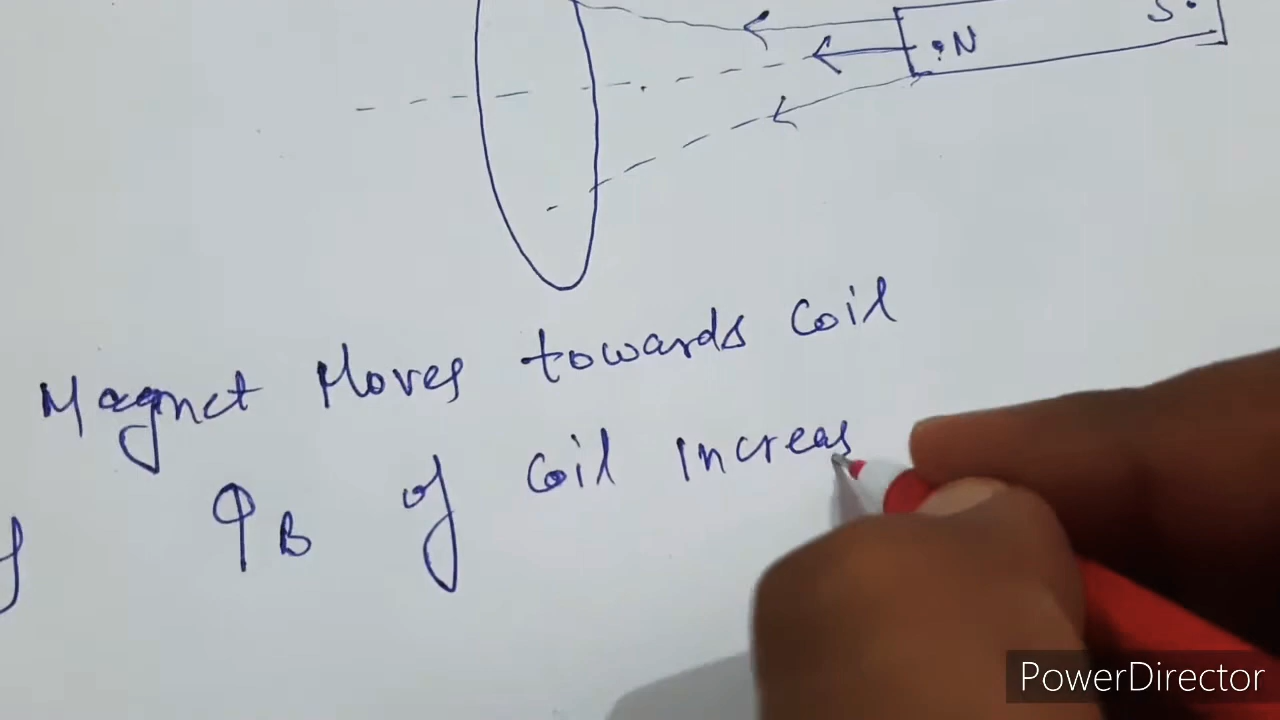 S.
.N
Magnet Moves towards Coil
φB of Coil Increas
PowerDirector